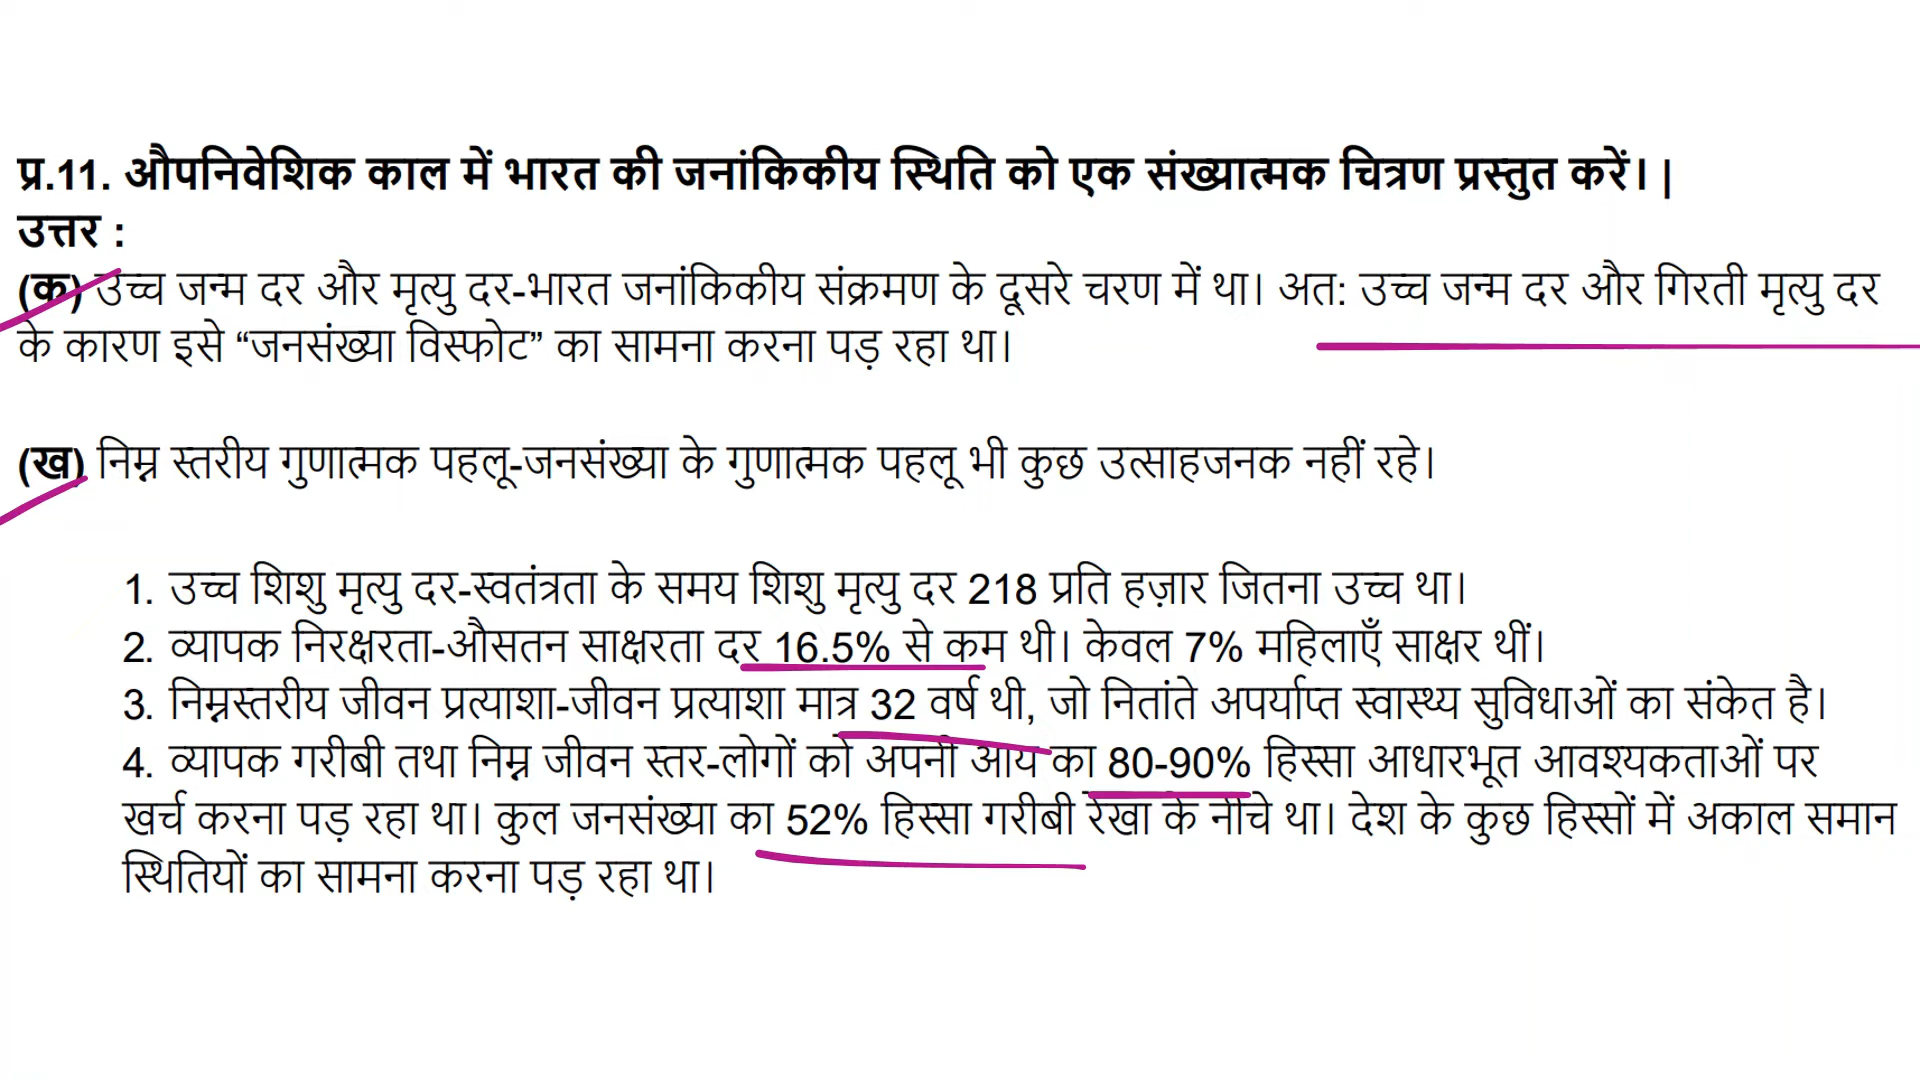 प्र.11. औपनिवेशिक काल में भारत की जनांकिकीय स्थिति को एक संख्यात्मक चित्रण प्रस्तुत करें। |
उत्तर :
(क) उच्च जन्म दर और मृत्यु दर-भारत जनांकिकीय संक्रमण के दूसरे चरण में था। अत: उच्च जन्म दर और गिरती मृत्यु दर
के कारण इसे “जनसंख्या विस्फोट” का सामना करना पड़ रहा था।
(ख) निम्न स्तरीय गुणात्मक पहलू-जनसंख्या के गुणात्मक पहलू भी कुछ उत्साहजनक नहीं रहे।
1. उच्च शिशु मृत्यु दर-स्वतंत्रता के समय शिशु मृत्यु दर 218 प्रति हज़ार जितना उच्च था।
2. व्यापक निरक्षरता-औसतन साक्षरता दर 16.5% से कम थी। केवल 7% महिलाएँ साक्षर थीं।
3. निम्नस्तरीय जीवन प्रत्याशा-जीवन प्रत्याशा मात्र 32 वर्ष थी, जो नितांते अपर्याप्त स्वास्थ्य सुविधाओं का संकेत है।
4. व्यापक गरीबी तथा निम्न जीवन स्तर-लोगों को अपनी आय का 80-90% हिस्सा आधारभूत आवश्यकताओं पर
खर्च करना पड़ रहा था। कुल जनसंख्या का 52% हिस्सा गरीबी रेखा के नीचे था। देश के कुछ हिस्सों में अकाल समान
स्थितियों का सामना करना पड़ रहा था।